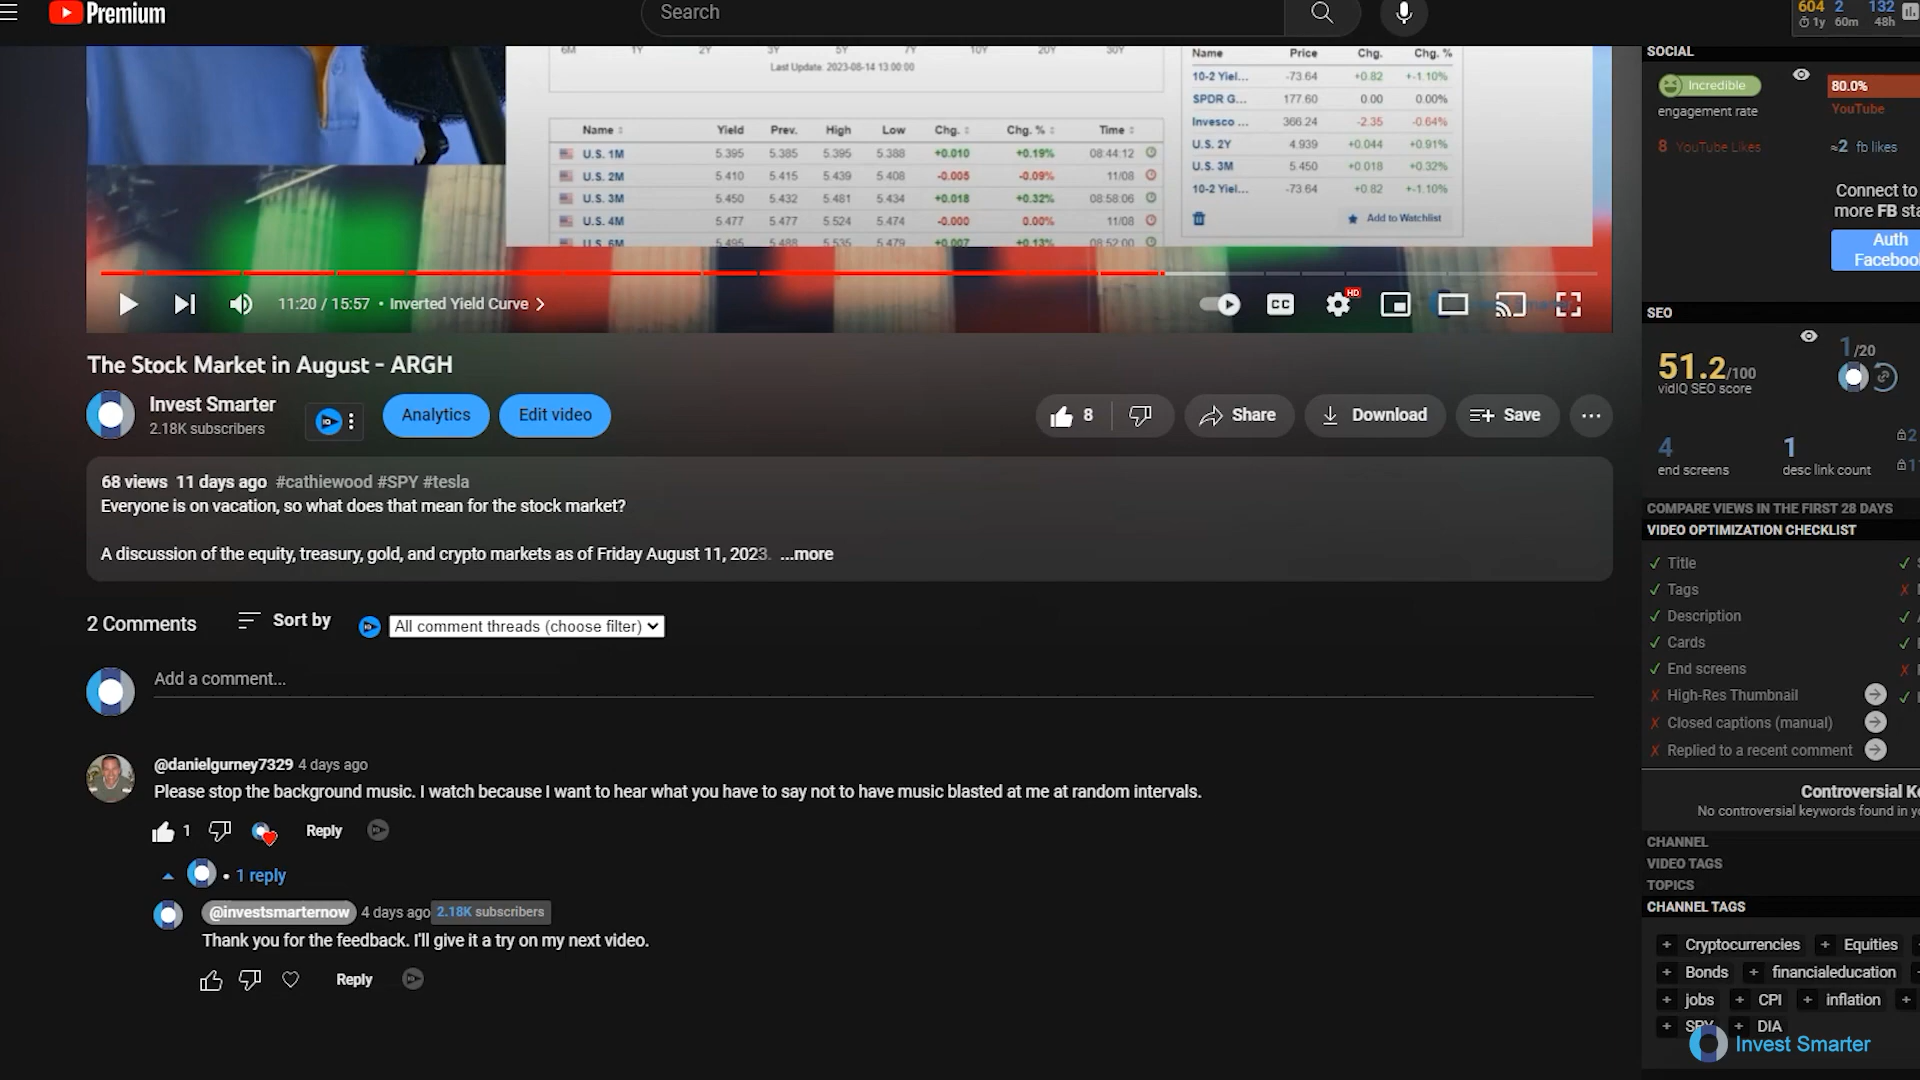 Premium
Search
604 2 132
1y 60m 48h
6M 1Y 2Y 3Y 5Y 7Y 10Y 20Y 30Y
Last Update: 2023-08-14 13:00:00
Name Yield Prev. High Low Chg. Chg. % Time
U.S. 1M 5.395 5.385 5.395 5.388 +0.010 +0.19% 08:44:12
U.S. 2M 5.410 5.415 5.439 5.408 -0.005 -0.09% 11/08
U.S. 3M 5.450 5.432 5.481 5.434 +0.018 +0.32% 08:58:06
U.S. 4M 5.477 5.477 5.524 5.474 -0.000 0.00% 11/08
U.S. 6M 5.495 5.488 5.535 5.479 +0.007 +0.13% 08:52:00
Name Price Chg. Chg. %
10-2 Yiel... -73.64 +0.82 +-1.10%
SPDR G... 177.60 0.00 0.00%
Invesco ... 366.24 -2.35 -0.64%
U.S. 2Y 4.939 +0.044 +0.91%
U.S. 3M 5.450 +0.018 +0.32%
10-2 Yiel... -73.64 +0.82 +-1.10%
Add to Watchlist
11:20 / 15:57 • Inverted Yield Curve
CC
HD
The Stock Market in August - ARGH
Invest Smarter
2.18K subscribers
Analytics
Edit video
8
Share
Download
Save
68 views 11 days ago #cathiewood #SPY #tesla
Everyone is on vacation, so what does that mean for the stock market?
A discussion of the equity, treasury, gold, and crypto markets as of Friday August 11, 2023. ...more
2 Comments
Sort by
All comment threads (choose filter)
Add a comment...
@danielgurney7329 4 days ago
Please stop the background music. I watch because I want to hear what you have to say not to have music blasted at me at random intervals.
1
Reply
• 1 reply
@investsmarternow 4 days ago 2.18K subscribers
Thank you for the feedback. I'll give it a try on my next video.
Reply
SOCIAL
Incredible
engagement rate
80.0%
YouTube
8 YouTube Likes
≈2 fb likes
Connect to
more FB sta
Auth
Faceboo
SEO
51.2/100
vidIQ SEO score
1/20
4
end screens
1
desc link count
2
1
COMPARE VIEWS IN THE FIRST 28 DAYS
VIDEO OPTIMIZATION CHECKLIST
Title
Tags
Description
Cards
End screens
High-Res Thumbnail
Closed captions (manual)
Replied to a recent comment
Controversial Ke
No controversial keywords found in yo
CHANNEL
VIDEO TAGS
TOPICS
CHANNEL TAGS
+ Cryptocurrencies + Equities
+ Bonds + financialeducation
+ jobs + CPI + inflation +
+ SPY + DIA
Invest Smarter